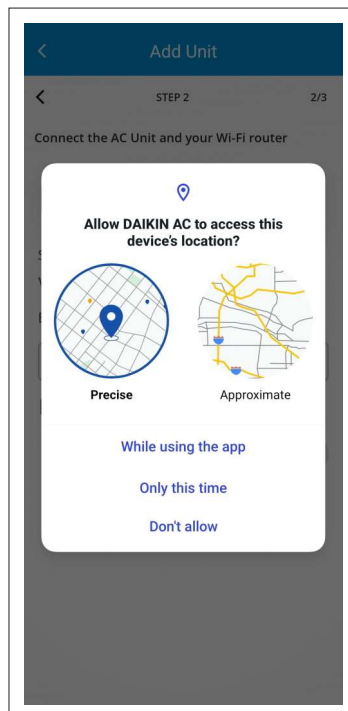 Add Unit
STEP 2
2/3
Connect the AC Unit and your Wi-Fi router
Allow DAIKIN AC to access this
device's location?
Precise
Approximate
While using the app
Only this time
Don't allow